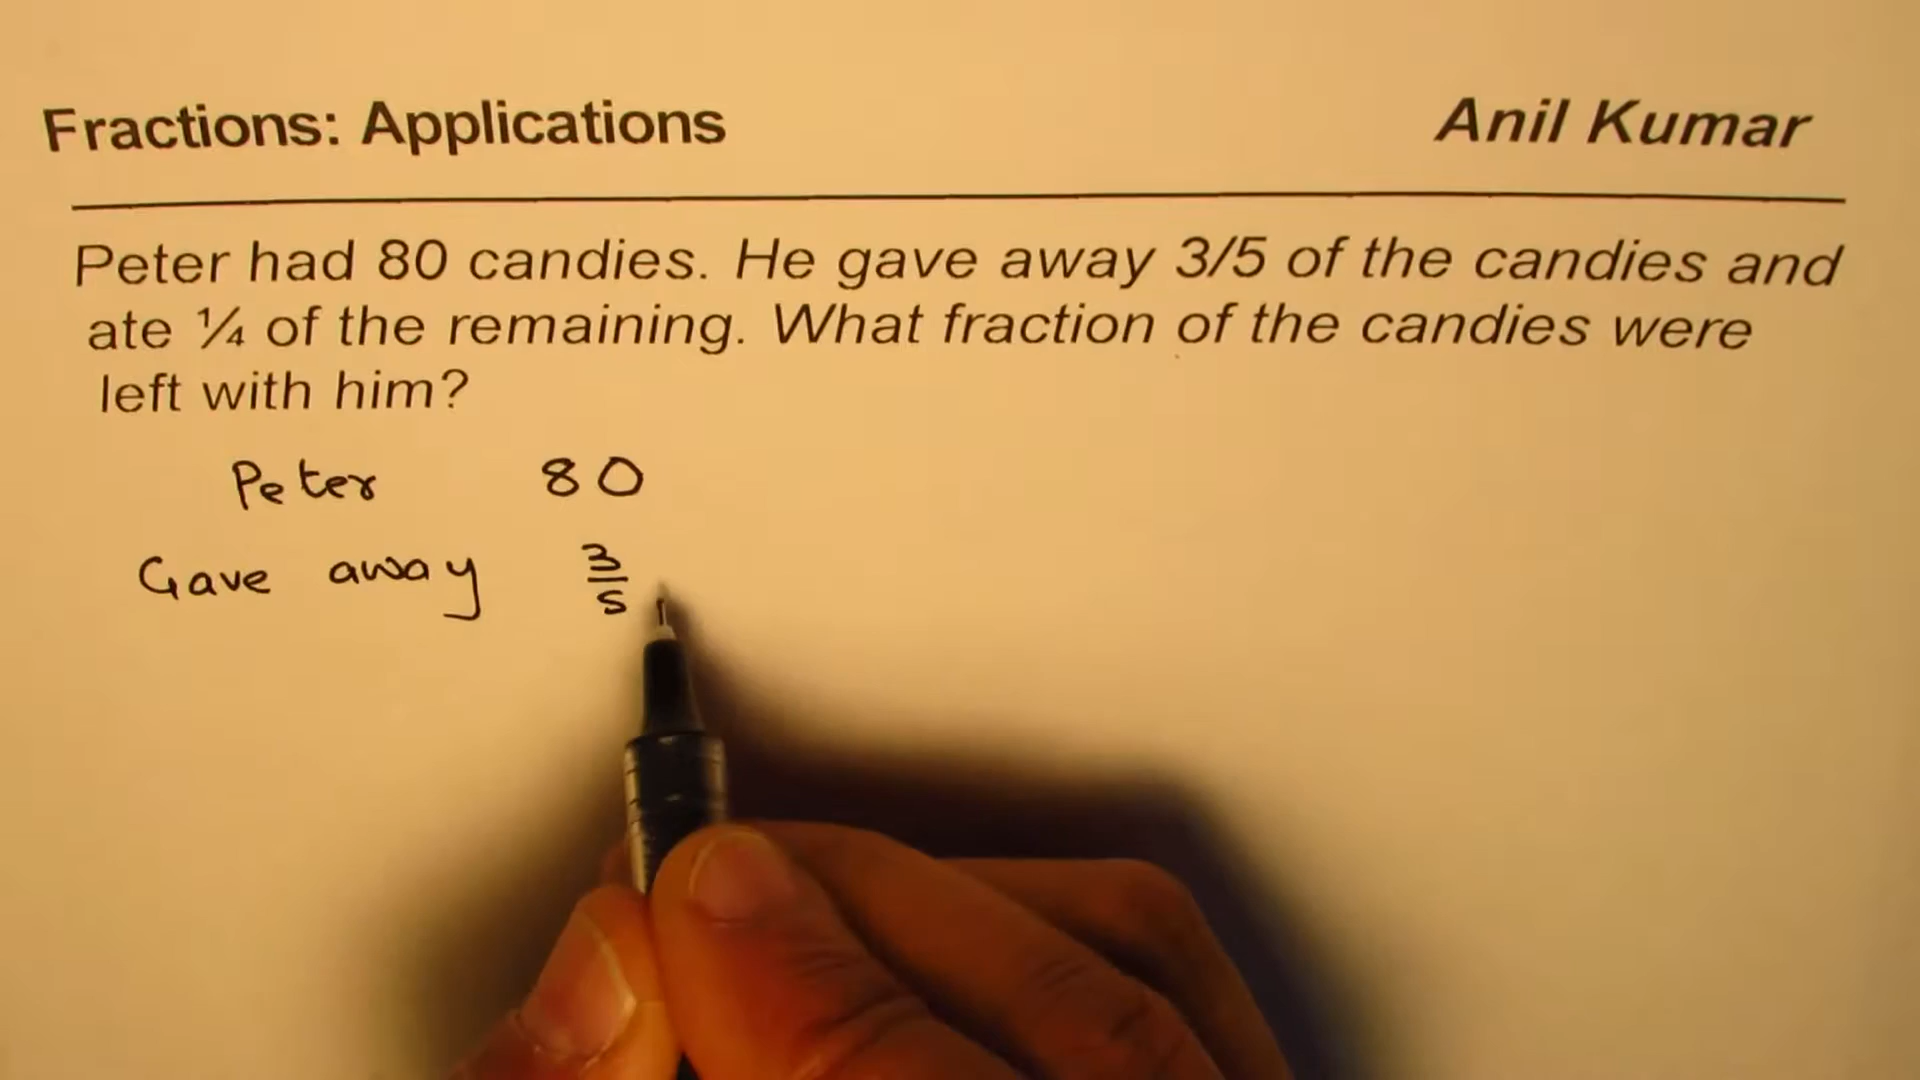 Fractions: Applications Anil Kumar
Peter had 80 candies. He gave away 3/5 of the candies and
ate ¼ of the remaining. What fraction of the candies were
left with him?
Peter 80
Gave away 3/5